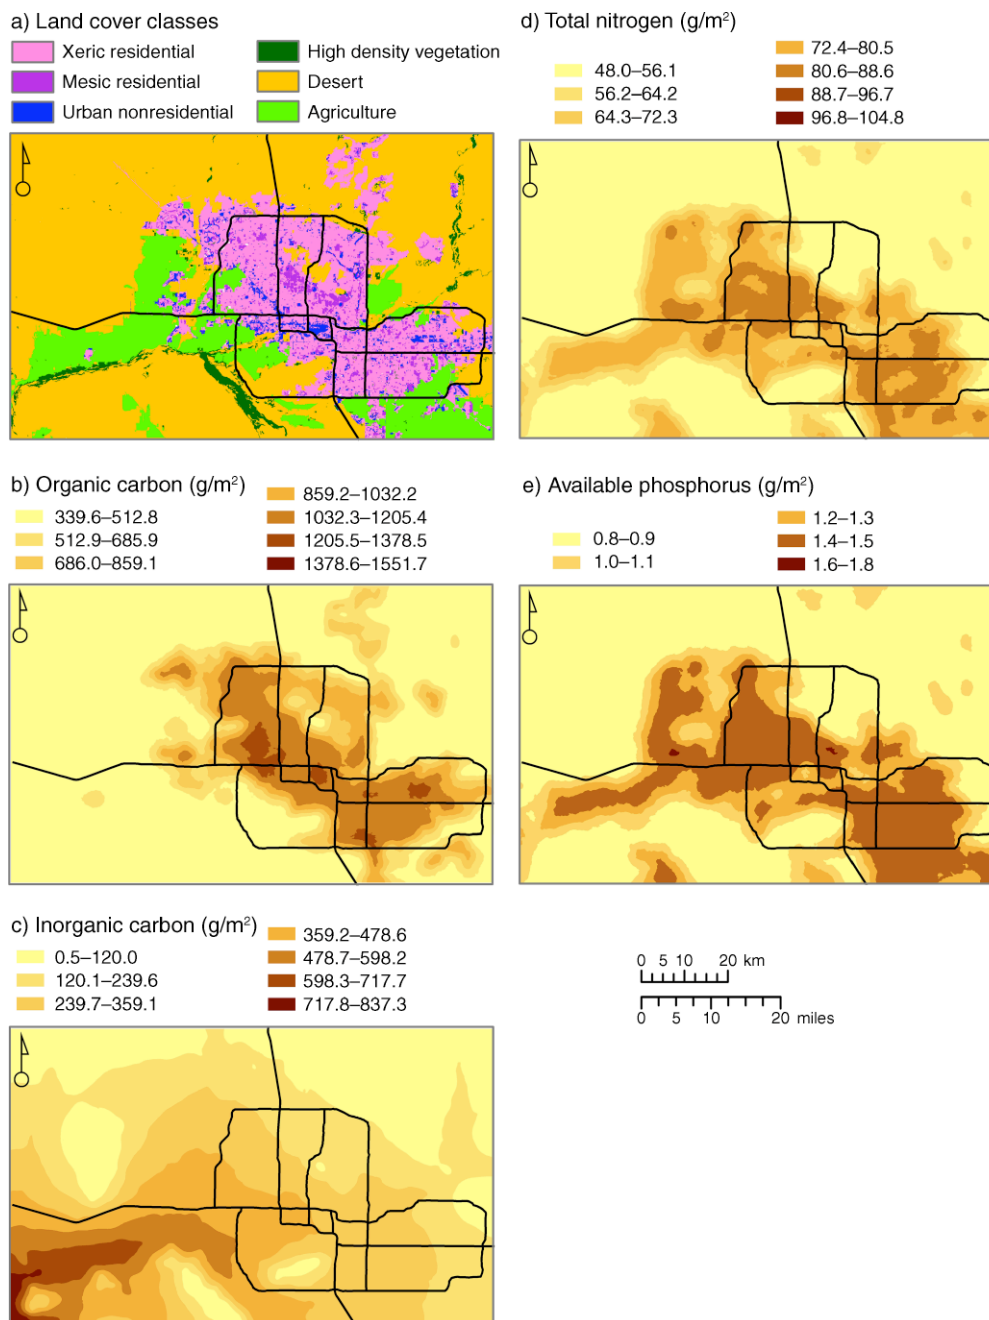 a) Land cover classes
Xeric residential
Mesic residential
Urban nonresidential
High density vegetation
Desert
Agriculture
b) Organic carbon (g/m²)
339.6–512.8
512.9–685.9
686.0–859.1
859.2–1032.2
1032.3–1205.4
1205.5–1378.5
1378.6–1551.7
c) Inorganic carbon (g/m²)
0.5–120.0
120.1–239.6
239.7–359.1
359.2–478.6
478.7–598.2
598.3–717.7
717.8–837.3
d) Total nitrogen (g/m²)
48.0–56.1
56.2–64.2
64.3–72.3
72.4–80.5
80.6–88.6
88.7–96.7
96.8–104.8
e) Available phosphorus (g/m²)
0.8–0.9
1.0–1.1
1.2–1.3
1.4–1.5
1.6–1.8
0 5 10 20 km
0 5 10 20 miles